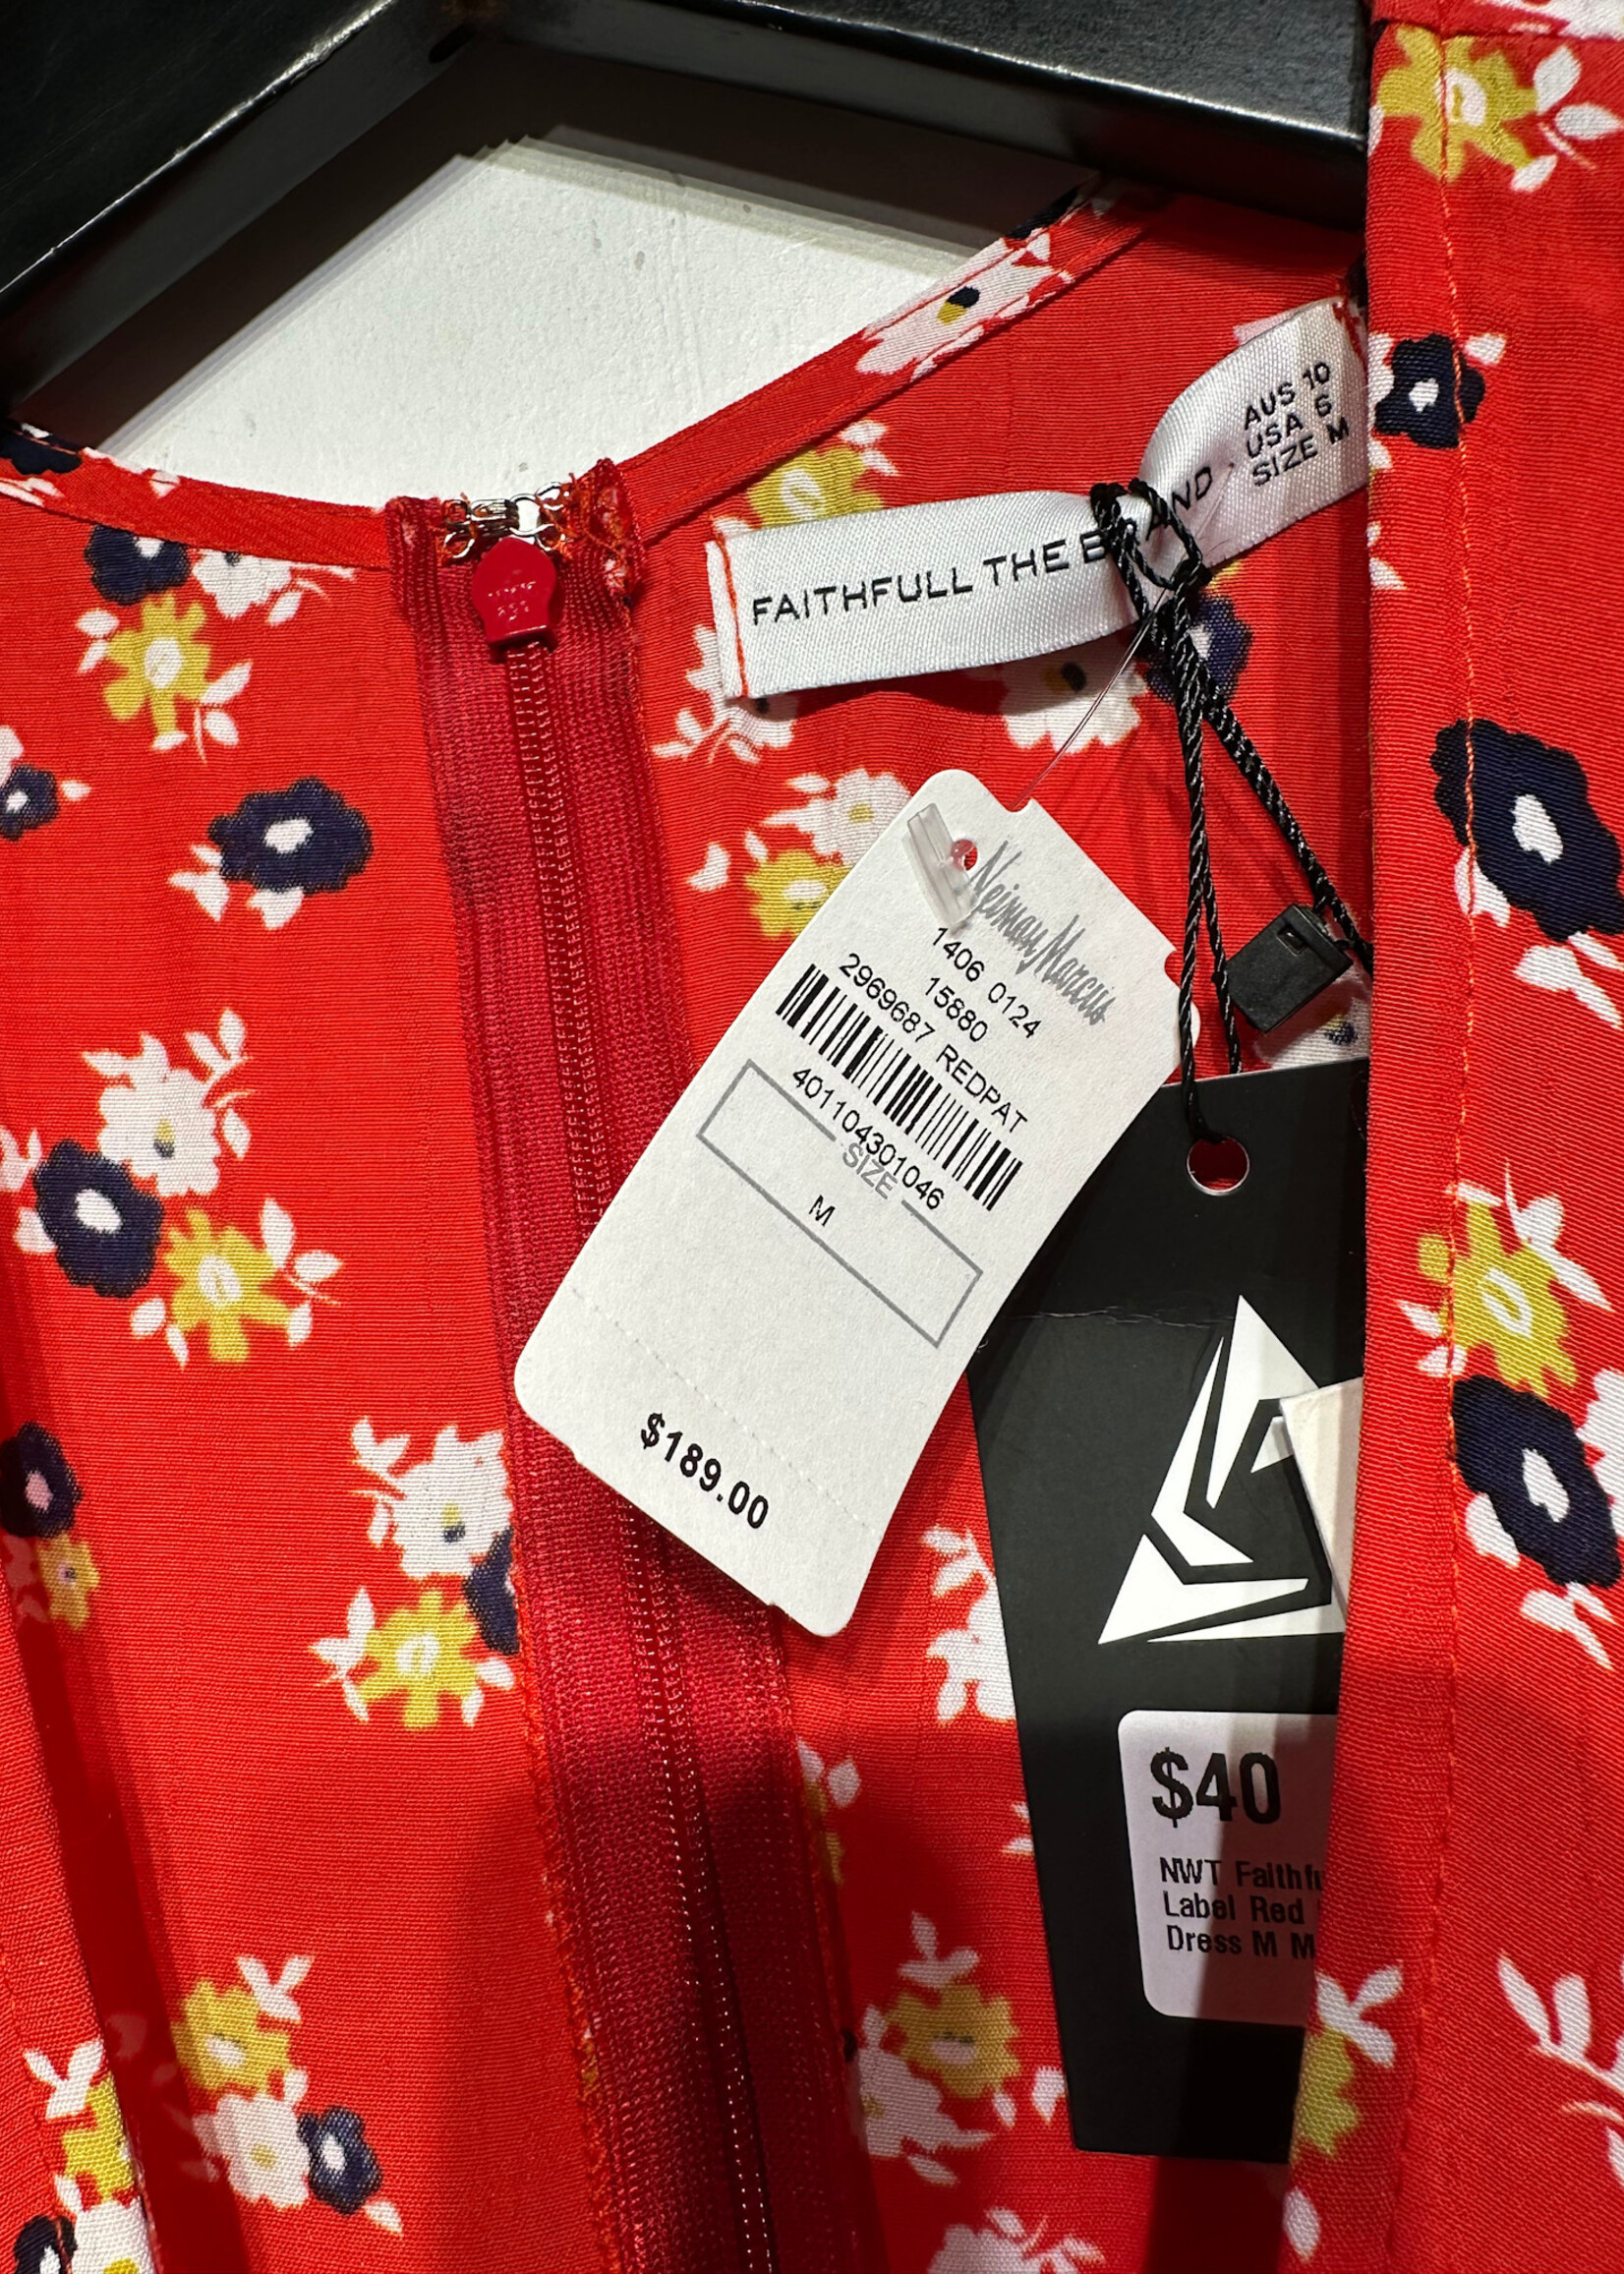 AUS 10
USA 6
SIZE M
FAITHFULL THE BRAND
Neiman Marcus
1406 0124
15880
2969687 REDPAT
401104301046
SIZE
M
$189.00
$40
NWT Faithfu
Label Red
Dress M M